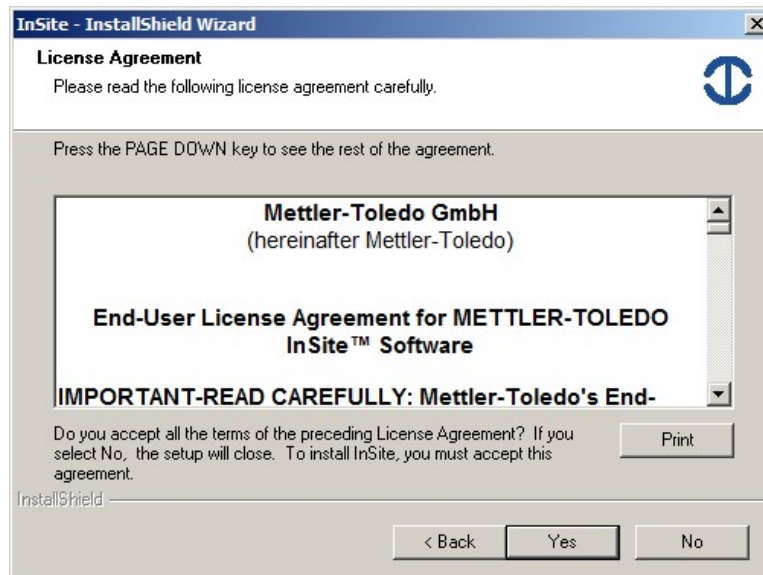 InSite - InstallShield Wizard
License Agreement
Please read the following license agreement carefully.
Press the PAGE DOWN key to see the rest of the agreement.
Mettler-Toledo GmbH
(hereinafter Mettler-Toledo)
End-User License Agreement for METTLER-TOLEDO
InSite™ Software
IMPORTANT-READ CAREFULLY: Mettler-Toledo's End-
Do you accept all the terms of the preceding License Agreement? If you
select No, the setup will close. To install InSite, you must accept this
agreement.
Print
InstallShield
< Back Yes No